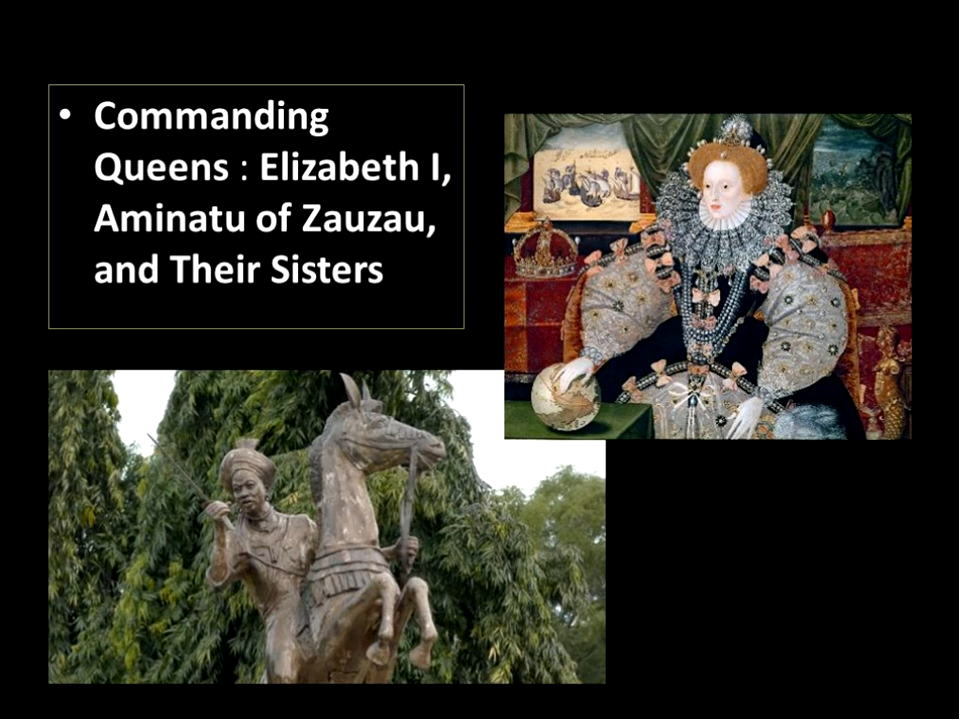 • Commanding
Queens : Elizabeth I,
Aminatu of Zauzau,
and Their Sisters